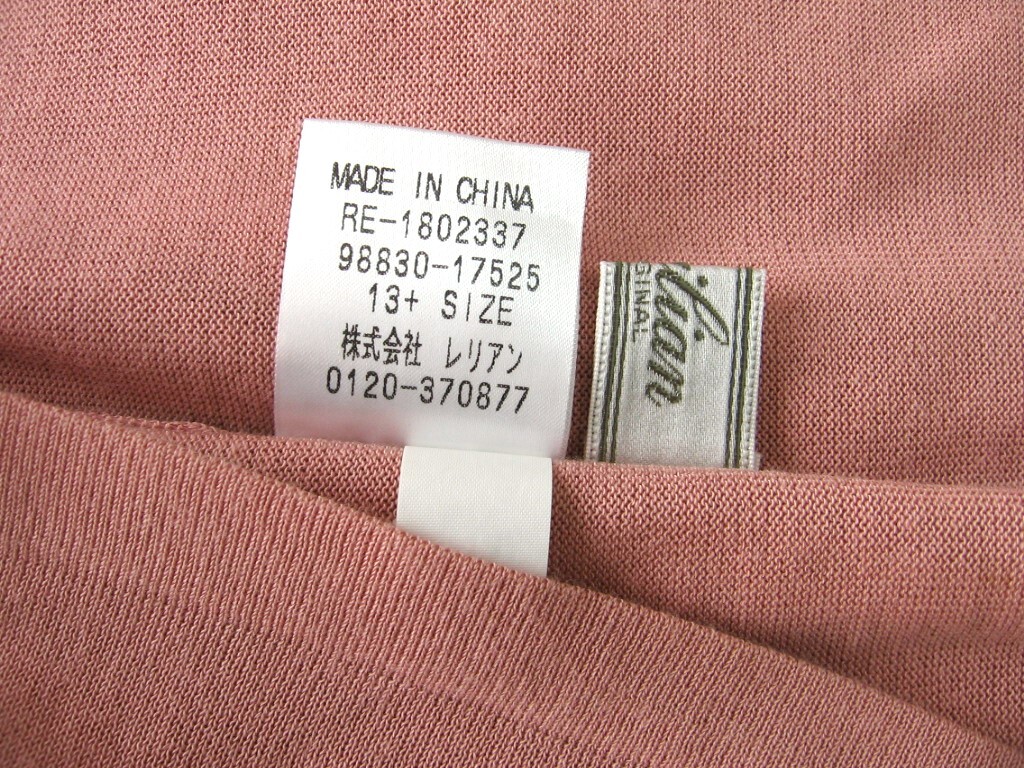 MADE IN CHINA
RE-1802337
98830-17525
13+ SIZE
株式会社 レリアン
0120-370877